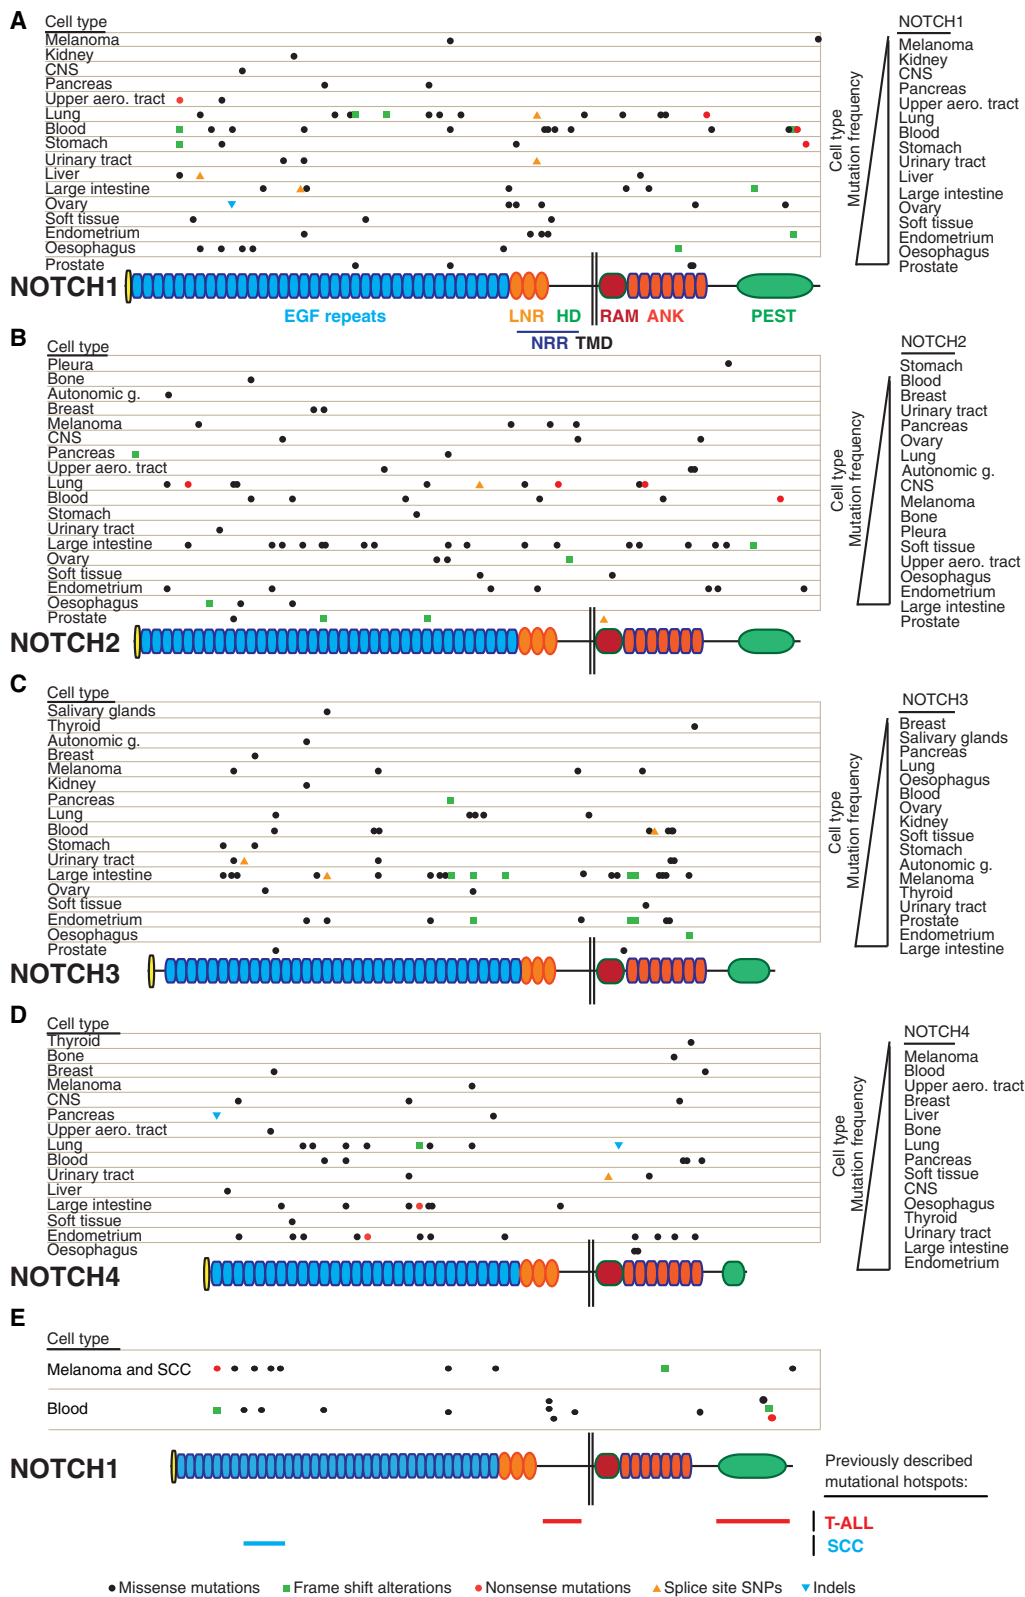 A
Cell type
Melanoma
Kidney
CNS
Pancreas
Upper aero. tract
Lung
Blood
Stomach
Urinary tract
Liver
Large intestine
Ovary
Soft tissue
Endometrium
Oesophagus
Prostate
NOTCH1
EGF repeats
LNR
HD
RAM
ANK
PEST
NRR
TMD
Cell type
Mutation frequency
NOTCH1
Melanoma
Kidney
CNS
Pancreas
Upper aero. tract
Lung
Blood
Stomach
Urinary tract
Liver
Large intestine
Ovary
Soft tissue
Endometrium
Oesophagus
Prostate
B
Cell type
Pleura
Bone
Autonomic g.
Breast
Melanoma
CNS
Pancreas
Upper aero. tract
Lung
Blood
Stomach
Urinary tract
Large intestine
Ovary
Soft tissue
Endometrium
Oesophagus
Prostate
NOTCH2
Cell type
Mutation frequency
NOTCH2
Stomach
Blood
Breast
Urinary tract
Pancreas
Ovary
Lung
Autonomic g.
CNS
Melanoma
Bone
Pleura
Soft tissue
Upper aero. tract
Oesophagus
Endometrium
Large intestine
Prostate
C
Cell type
Salivary glands
Thyroid
Autonomic g.
Breast
Melanoma
Kidney
Pancreas
Lung
Blood
Stomach
Urinary tract
Large intestine
Ovary
Soft tissue
Endometrium
Oesophagus
Prostate
NOTCH3
Cell type
Mutation frequency
NOTCH3
Breast
Salivary glands
Pancreas
Lung
Oesophagus
Blood
Ovary
Kidney
Soft tissue
Stomach
Autonomic g.
Melanoma
Thyroid
Urinary tract
Prostate
Endometrium
Large intestine
D
Cell type
Thyroid
Bone
Breast
Melanoma
CNS
Pancreas
Upper aero. tract
Lung
Blood
Urinary tract
Liver
Large intestine
Soft tissue
Endometrium
Oesophagus
NOTCH4
Cell type
Mutation frequency
NOTCH4
Melanoma
Blood
Upper aero. tract
Breast
Liver
Bone
Lung
Pancreas
Soft tissue
CNS
Oesophagus
Thyroid
Urinary tract
Large intestine
Endometrium
E
Cell type
Melanoma and SCC
Blood
NOTCH1
Previously described
mutational hotspots:
T-ALL
SCC
Missense mutations
Frame shift alterations
Nonsense mutations
Splice site SNPs
Indels